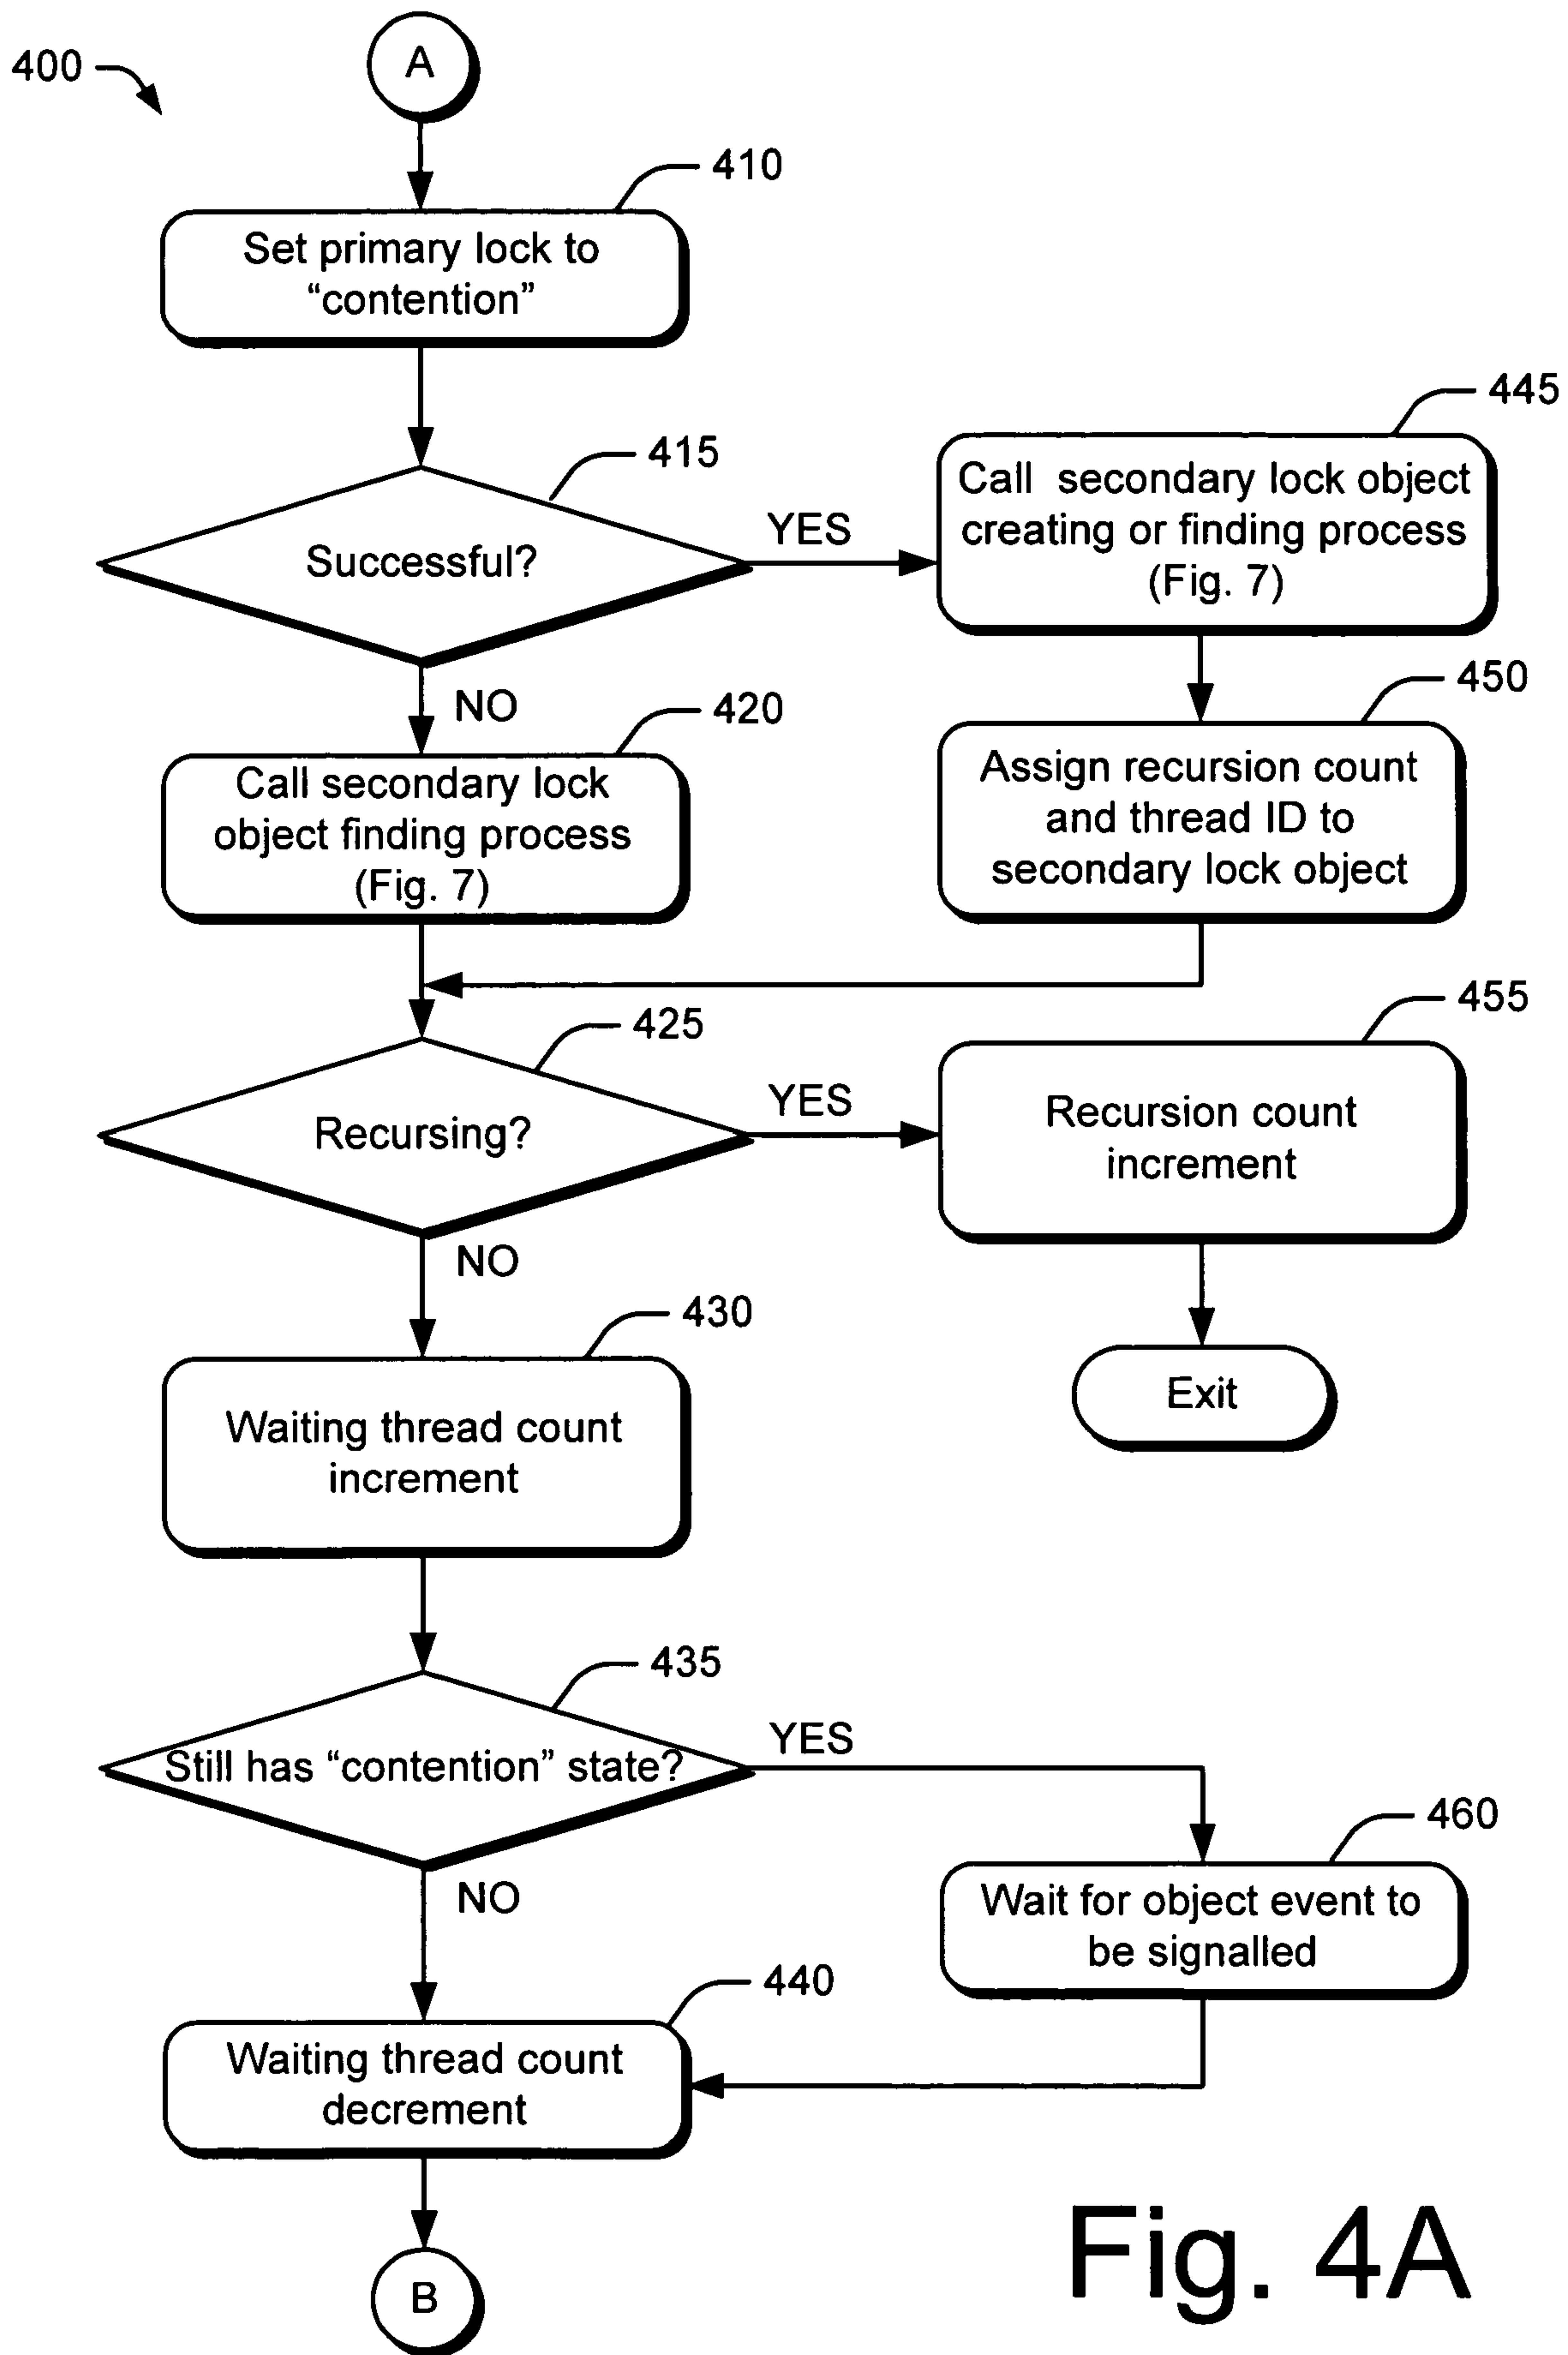 400
A
410
Set primary lock to
“contention”
415
Successful?
YES
445
Call secondary lock object
creating or finding process
(Fig. 7)
NO
420
Call secondary lock
object finding process
(Fig. 7)
450
Assign recursion count
and thread ID to
secondary lock object
425
Recursing?
YES
455
Recursion count
increment
Exit
NO
430
Waiting thread count
increment
435
Still has “contention” state?
YES
460
Wait for object event to
be signalled
NO
440
Waiting thread count
decrement
B
Fig. 4A